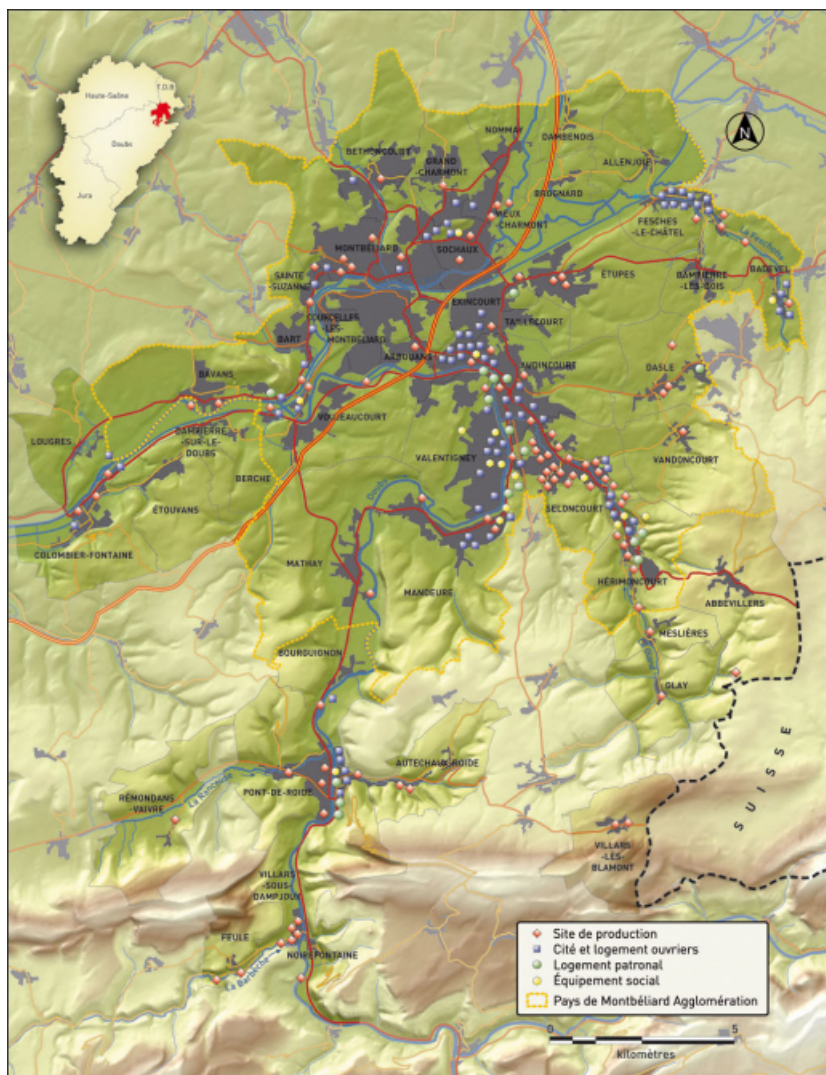 Haute-Saône
T.D.B
Doubs
Jura
N
NOMMAY
DAMBENOIS
BETHONCOURT
GRAND
-CHARMONT
ALLENJOIE
BROGNARD
VIEUX
-CHARMONT
FESCHES
-LE-CHÂTEL
La Feschotte
MONTBÉLIARD
SOCHAUX
SAINTE
-SUZANNE
ÉTUPES
DAMPIERRE
-LES-BOIS
BADEVEL
EXINCOURT
TAILLECOURT
COURCELLES
-LES-
MONTBÉLIARD
BART
ARBOUANS
AUDINCOURT
DASLE
BAVANS
VOUJEAUCOURT
LOUGRES
DAMPIERRE
-SUR-LE-
DOUBS
VALENTIGNEY
VANDONCOURT
BERCHE
Doubs
ÉTOUVANS
SELONCOURT
COLOMBIER-FONTAINE
MATHAY
MANDEURE
HÉRIMONCOURT
ABBEVILLERS
BOURGUIGNON
MESLIÈRES
GLAY
SUISSE
AUTECHAUX-ROIDE
RÉMONDANS
-VAIVRE
La Ranceuse
PONT-DE-ROIDE
VILLARS
-LÈS-
BLAMONT
VILLARS
-SOUS-
DAMPJOUX
FEULE
NOIREFONTAINE
La Barbèche
Site de production
Cité et logement ouvriers
Logement patronal
Équipement social
Pays de Montbéliard Agglomération
0 5
kilomètres